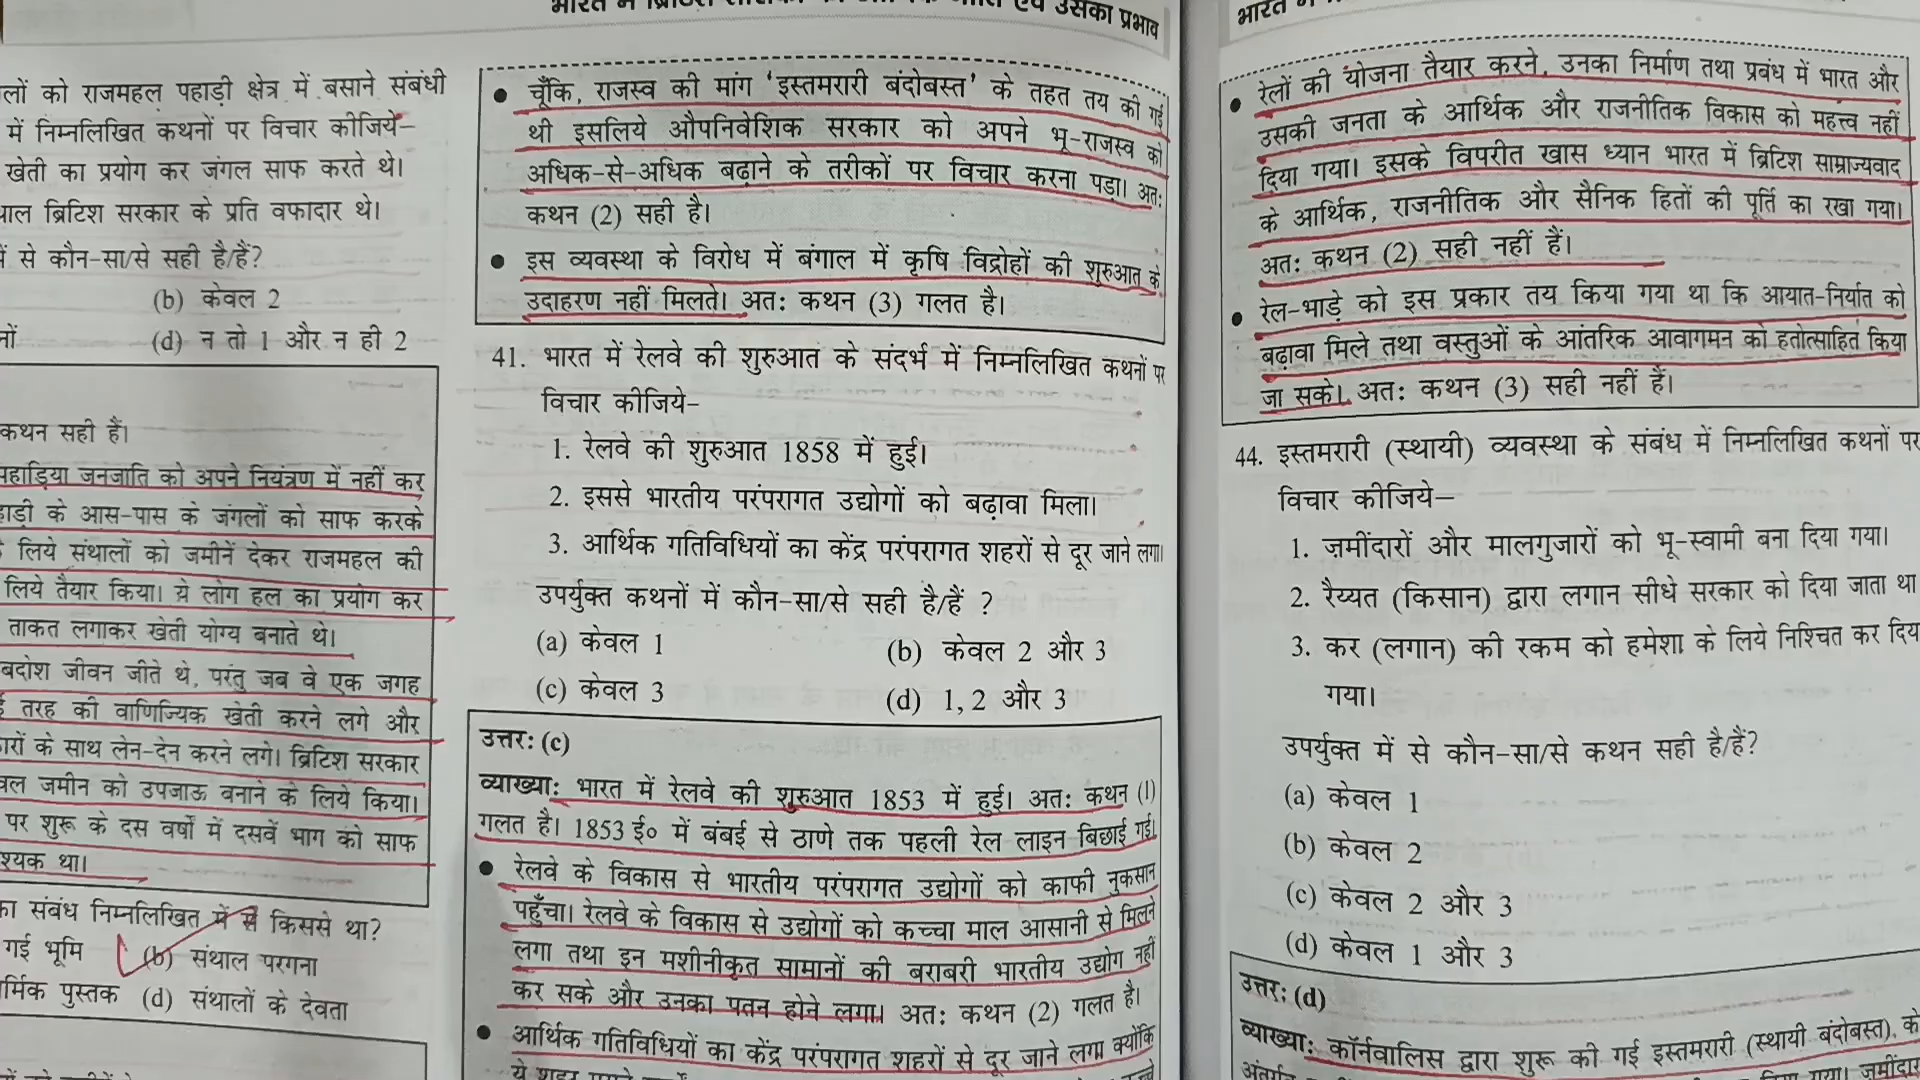 उसका प्रभाव
लों को राजमहल पहाड़ी क्षेत्र में बसाने संबंधी
में निम्नलिखित कथनों पर विचार कीजिये–
खेती का प्रयोग कर जंगल साफ करते थे।
ब्रिटिश सरकार के प्रति वफादार थे।
से कौन-सा/से सही है/हैं?
(b) केवल 2
(d) न तो 1 और न ही 2
कथन सही हैं।
पहाड़िया जनजाति को अपने नियंत्रण में नहीं कर
के आस-पास के जंगलों को साफ करके
लिये संथालों को जमीनें देकर राजमहल की
लिये तैयार किया। ये लोग हल का प्रयोग कर
ताकत लगाकर खेती योग्य बनाते थे।
जीवन जीते थे, परंतु जब वे एक जगह
तरह की वाणिज्यिक खेती करने लगे और
के साथ लेन-देन करने लगे। ब्रिटिश सरकार
जमीन को उपजाऊ बनाने के लिये किया।
पर शुरू के दस वर्षों में दसवें भाग को साफ
श्यक था।
संबंध निम्नलिखित में से किससे था?
गई भूमि (b) संथाल परगना
र्मिक पुस्तक (d) संथालों के देवता
• चूँकि, राजस्व की मांग 'इस्तमरारी बंदोबस्त' के तहत तय की गई
थी इसलिये औपनिवेशिक सरकार को अपने भू-राजस्व को
अधिक-से-अधिक बढ़ाने के तरीकों पर विचार करना पड़ा। अत:
कथन (2) सही है।
• इस व्यवस्था के विरोध में बंगाल में कृषि विद्रोहों की शुरुआत के
उदाहरण नहीं मिलते। अत: कथन (3) गलत है।
41. भारत में रेलवे की शुरुआत के संदर्भ में निम्नलिखित कथनों पर
विचार कीजिये–
1. रेलवे की शुरुआत 1858 में हुई।
2. इससे भारतीय परंपरागत उद्योगों को बढ़ावा मिला।
3. आर्थिक गतिविधियों का केंद्र परंपरागत शहरों से दूर जाने लगा।
उपर्युक्त कथनों में कौन-सा/से सही है/हैं ?
(a) केवल 1
(b) केवल 2 और 3
(c) केवल 3
(d) 1, 2 और 3
उत्तर: (c)
व्याख्या: भारत में रेलवे की शुरुआत 1853 में हुई। अत: कथन (1)
गलत है। 1853 ई० में बंबई से ठाणे तक पहली रेल लाइन बिछाई गई।
• रेलवे के विकास से भारतीय परंपरागत उद्योगों को काफी नुकसान
पहुँचा। रेलवे के विकास से उद्योगों को कच्चा माल आसानी से मिलने
लगा तथा इन मशीनीकृत सामानों की बराबरी भारतीय उद्योग नहीं
कर सके और उनका पतन होने लगा। अत: कथन (2) गलत है।
• आर्थिक गतिविधियों का केंद्र परंपरागत शहरों से दूर जाने लगा क्योंकि
• रेलों की योजना तैयार करने, उनका निर्माण तथा प्रबंध में भारत और
उसकी जनता के आर्थिक और राजनीतिक विकास को महत्त्व नहीं
दिया गया। इसके विपरीत खास ध्यान भारत में ब्रिटिश साम्राज्यवाद
के आर्थिक, राजनीतिक और सैनिक हितों की पूर्ति का रखा गया।
अत: कथन (2) सही नहीं है।
• रेल-भाड़े को इस प्रकार तय किया गया था कि आयात-निर्यात को
बढ़ावा मिले तथा वस्तुओं के आंतरिक आवागमन को हतोत्साहित किया
जा सके। अत: कथन (3) सही नहीं है।
44. इस्तमरारी (स्थायी) व्यवस्था के संबंध में निम्नलिखित कथनों पर
विचार कीजिये–
1. ज़मींदारों और मालगुजारों को भू-स्वामी बना दिया गया।
2. रैय्यत (किसान) द्वारा लगान सीधे सरकार को दिया जाता था
3. कर (लगान) की रकम को हमेशा के लिये निश्चित कर दिय
गया।
उपर्युक्त में से कौन-सा/से कथन सही है/हैं?
(a) केवल 1
(b) केवल 2
(c) केवल 2 और 3
(d) केवल 1 और 3
उत्तर: (d)
व्याख्या: कॉर्नवालिस द्वारा शुरू की गई इस्तमरारी (स्थायी बंदोबस्त), के